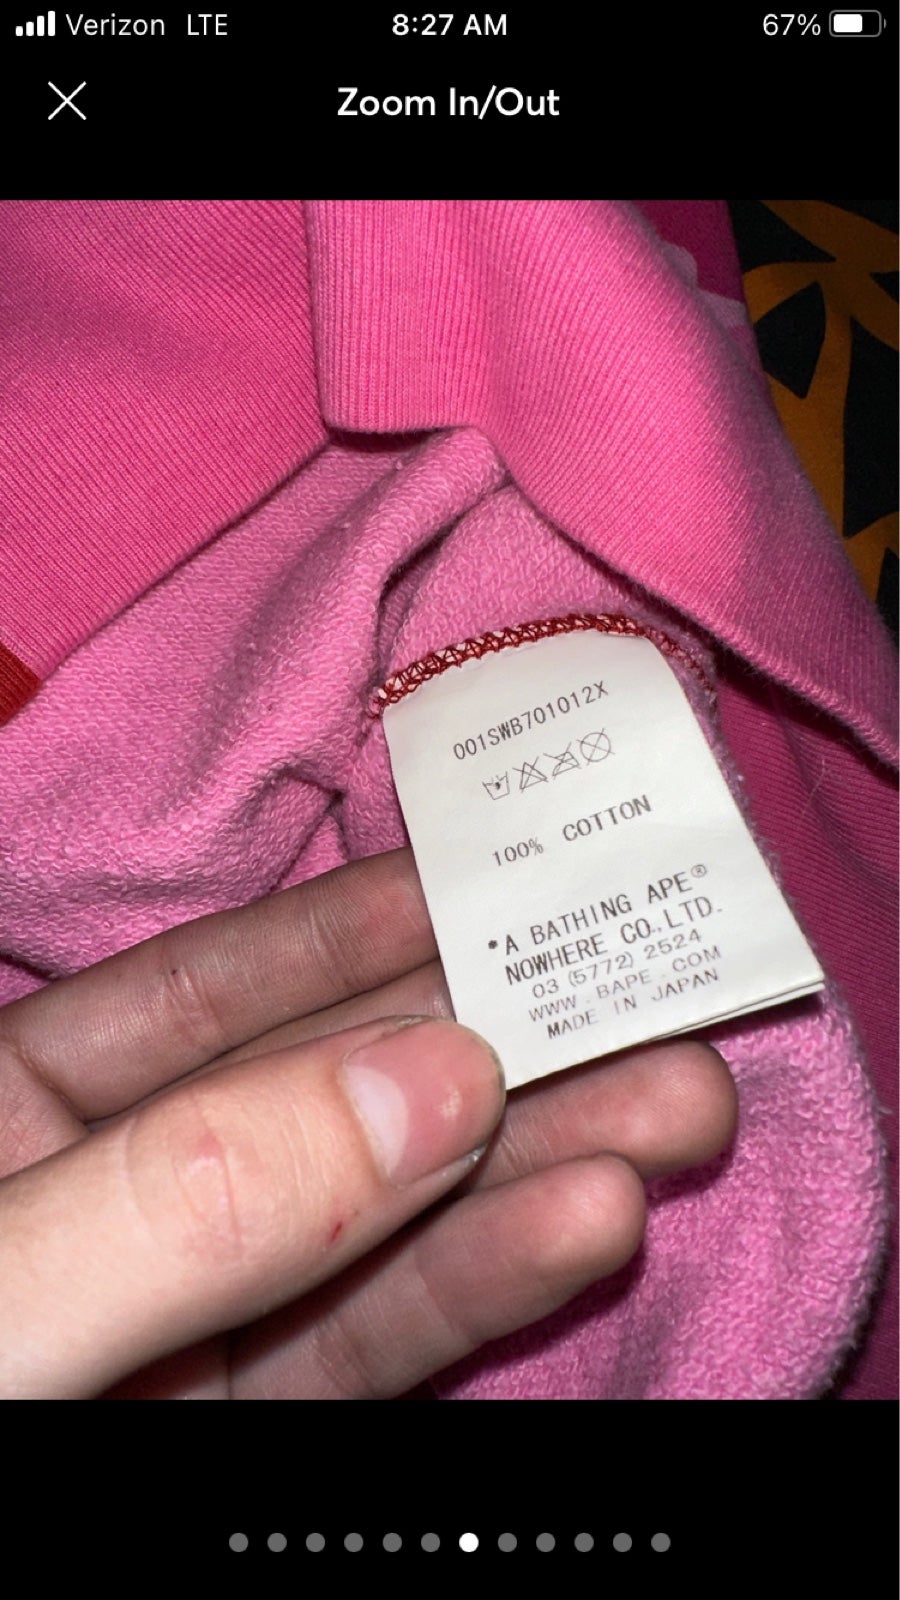 Verizon LTE 8:27 AM 67%
Zoom In/Out
001SWB701012X
100% COTTON
*A BATHING APE®
NOWHERE CO.,LTD.
03 (5772) 2524
WWW.BAPE.COM
MADE IN JAPAN